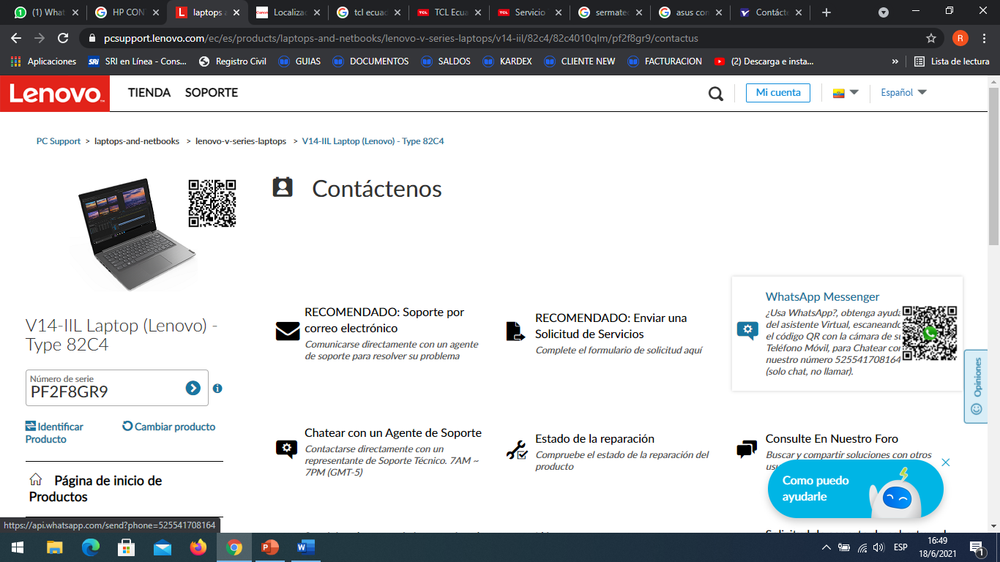 (1) What
HP CON
laptops a
Localizac
tcl ecuac
TCL Ecua
Servicio
sermatec
asus con
Contácte
pcsupport.lenovo.com/ec/es/products/laptops-and-netbooks/lenovo-v-series-laptops/v14-iil/82c4/82c4010qlm/pf2f8gr9/contactus
R
Aplicaciones
SRI en Línea - Cons...
Registro Civil
GUIAS
DOCUMENTOS
SALDOS
KARDEX
CLIENTE NEW
FACTURACION
(2) Descarga e insta...
»
Lista de lectura
Lenovo
TIENDA
SOPORTE
Mi cuenta
Español
PC Support > laptops-and-netbooks > lenovo-v-series-laptops > V14-IIL Laptop (Lenovo) - Type 82C4
Contáctenos
V14-IIL Laptop (Lenovo) -
Type 82C4
Número de serie
PF2F8GR9
Identificar
Producto
Cambiar producto
Página de inicio de
Productos
RECOMENDADO: Soporte por
correo electrónico
Comunicarse directamente con un agente
de soporte para resolver su problema
RECOMENDADO: Enviar una
Solicitud de Servicios
Complete el formulario de solicitud aquí
WhatsApp Messenger
¿Usa WhatsApp?, obtenga ayuda
del asistente Virtual, escaneando
el código QR con la cámara de su
Teléfono Móvil, para Chatear con
nuestro número 525541708164
(solo chat, no llamar).
Opiniones
Chatear con un Agente de Soporte
Contactarse directamente con un
representante de Soporte Técnico. 7AM ~
7PM (GMT-5)
Estado de la reparación
Compruebe el estado de la reparación del
producto
Consulte En Nuestro Foro
Buscar y compartir soluciones con otros
Como puedo
ayudarle
https://api.whatsapp.com/send?phone=525541708164
ESP
16:49
18/6/2021
1